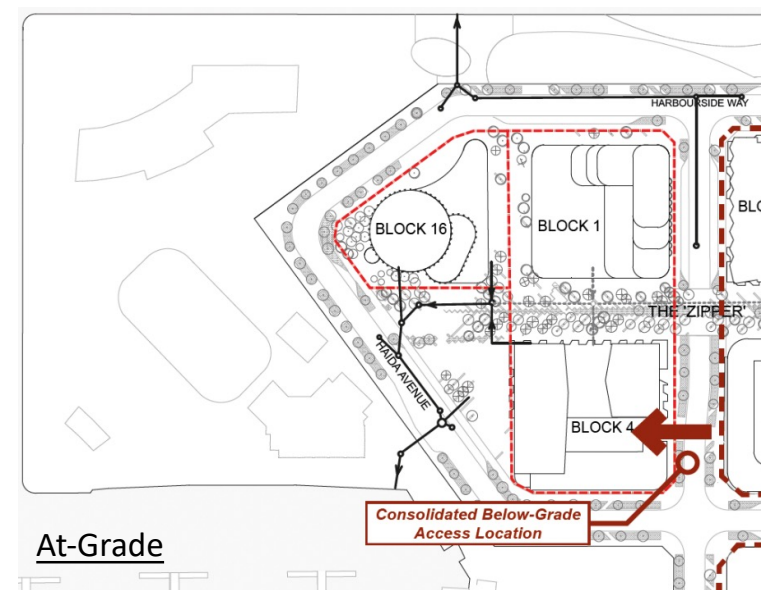 HARBOURSIDE WAY
BLOCK 16
BLOCK 1
BLO
THE 'ZIPPER'
HAIDA AVENUE
BLOCK 4
Consolidated Below-Grade
Access Location
At-Grade